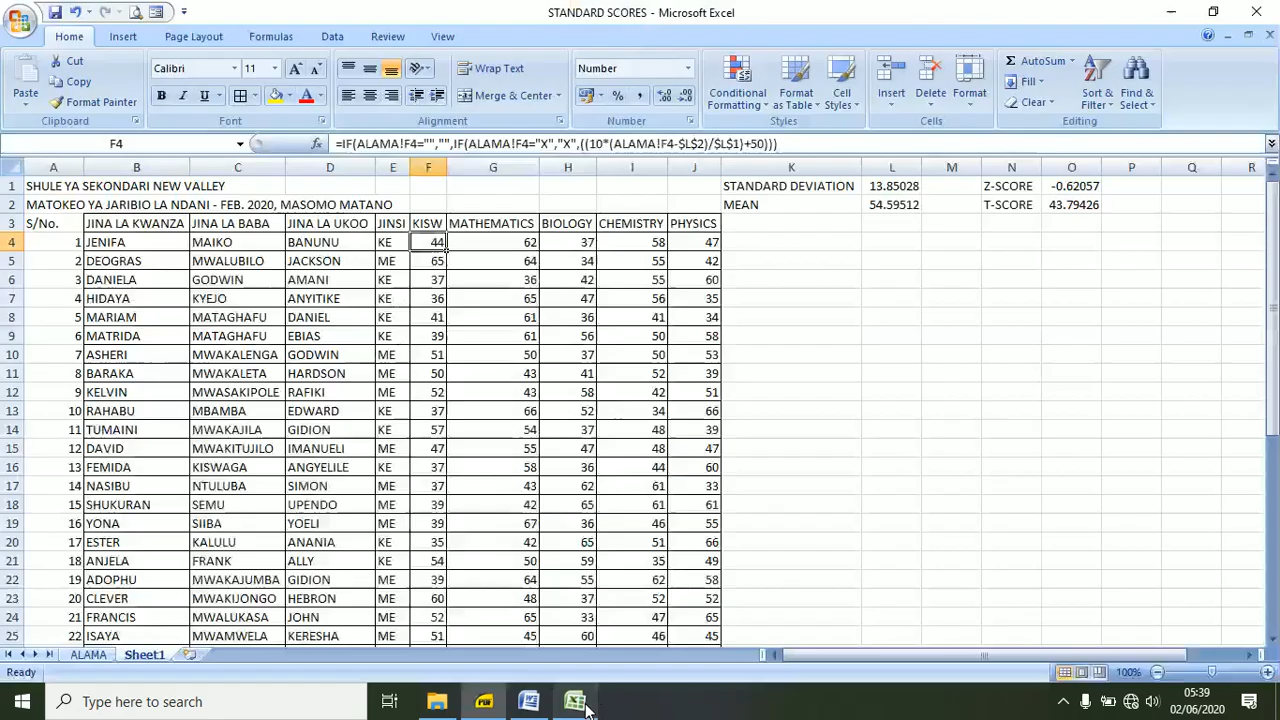 STANDARD SCORES - Microsoft Excel
Home Insert Page Layout Formulas Data Review View
Paste Cut Copy Format Painter Clipboard
Calibri 11 B I U A Font
Wrap Text Merge & Center Alignment
Number % , Number
Conditional Formatting Format as Table Cell Styles Styles
Insert Delete Format Cells
Σ AutoSum Fill Clear Sort & Filter Find & Select Editing
F4 fx =IF(ALAMA!F4="","",IF(ALAMA!F4="X","X",((10*(ALAMA!F4-$L$2)/$L$1)+50)))
A B C D E F G H I J K L M N O P Q R
1 SHULE YA SEKONDARI NEW VALLEY STANDARD DEVIATION 13.85028 Z-SCORE -0.62057
2 MATOKEO YA JARIBIO LA NDANI - FEB. 2020, MASOMO MATANO MEAN 54.59512 T-SCORE 43.79426
3 S/No. JINA LA KWANZA JINA LA BABA JINA LA UKOO JINSI KISW MATHEMATICS BIOLOGY CHEMISTRY PHYSICS
4 1 JENIFA MAIKO BANUNU KE 44 62 37 58 47
5 2 DEOGRAS MWALUBILO JACKSON ME 65 64 34 55 42
6 3 DANIELA GODWIN AMANI KE 37 36 42 55 60
7 4 HIDAYA KYEJO ANYITIKE KE 36 65 47 56 35
8 5 MARIAM MATAGHAFU DANIEL KE 41 61 36 41 34
9 6 MATRIDA MATAGHAFU EBIAS KE 39 61 56 50 58
10 7 ASHERI MWAKALENGA GODWIN ME 51 50 37 50 53
11 8 BARAKA MWAKALETA HARDSON ME 50 43 41 52 39
12 9 KELVIN MWASAKIPOLE RAFIKI ME 52 43 58 42 51
13 10 RAHABU MBAMBA EDWARD KE 37 66 52 34 66
14 11 TUMAINI MWAKAJILA GIDION KE 57 54 37 48 39
15 12 DAVID MWAKITUJILO IMANUELI ME 47 55 47 48 47
16 13 FEMIDA KISWAGA ANGYELILE KE 37 58 36 44 60
17 14 NASIBU NTULUBA SIMON ME 37 43 62 61 33
18 15 SHUKURAN SEMU UPENDO ME 39 42 65 61 61
19 16 YONA SIIBA YOELI ME 39 67 36 46 55
20 17 ESTER KALULU ANANIA KE 35 42 65 51 66
21 18 ANJELA FRANK ALLY KE 54 50 59 35 49
22 19 ADOPHU MWAKAJUMBA GIDION ME 39 64 55 62 58
23 20 CLEVER MWAKIJONGO HEBRON ME 60 48 37 52 52
24 21 FRANCIS MWALUKASA JOHN ME 52 65 33 47 65
25 22 ISAYA MWAMWELA KERESHA ME 51 45 60 46 45
ALAMA Sheet1
Ready 100%
Type here to search 05:39
02/06/2020